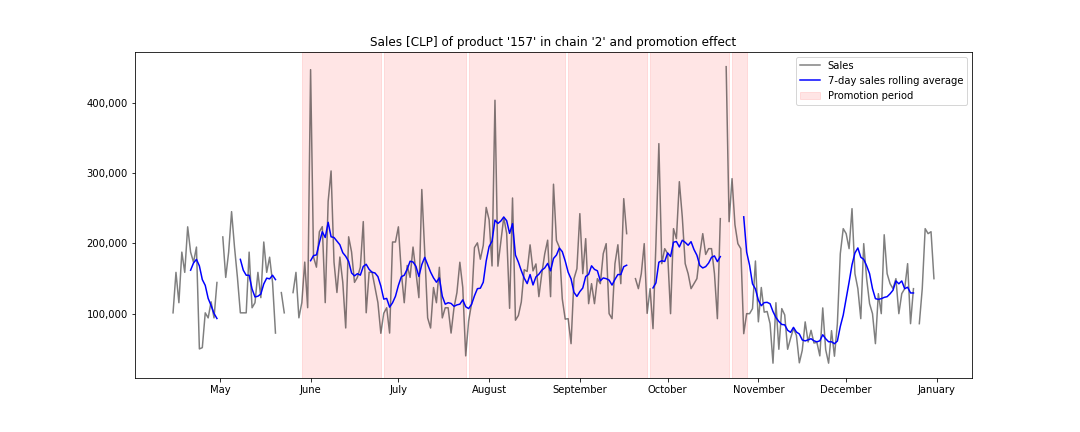 Sales [CLP] of product '157' in chain '2' and promotion effect
Sales
7-day sales rolling average
Promotion period
400,000
300,000
200,000
100,000
May
June
July
August
September
October
November
December
January